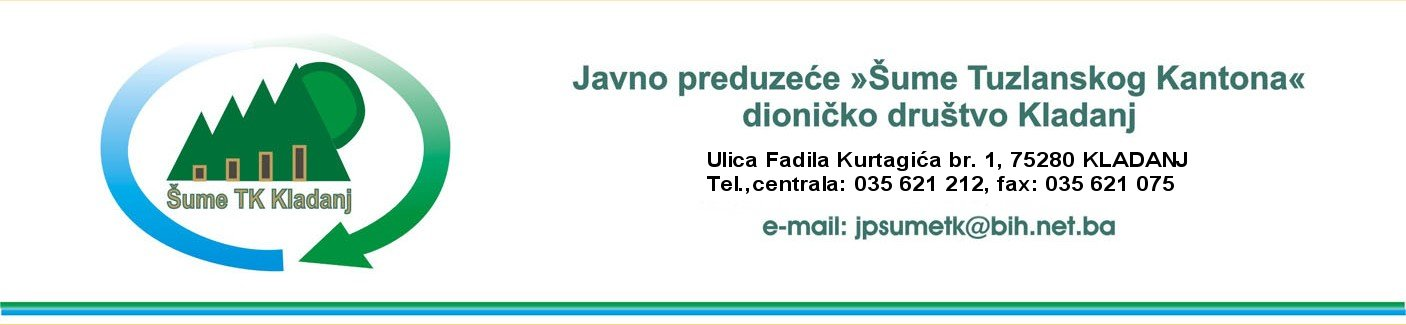 Šume TK Kladanj
Javno preduzeće »Šume Tuzlanskog Kantona«
dioničko društvo Kladanj
Ulica Fadila Kurtagića br. 1, 75280 KLADANJ
Tel.,centrala: 035 621 212, fax: 035 621 075
e-mail: jpsumetk@bih.net.ba